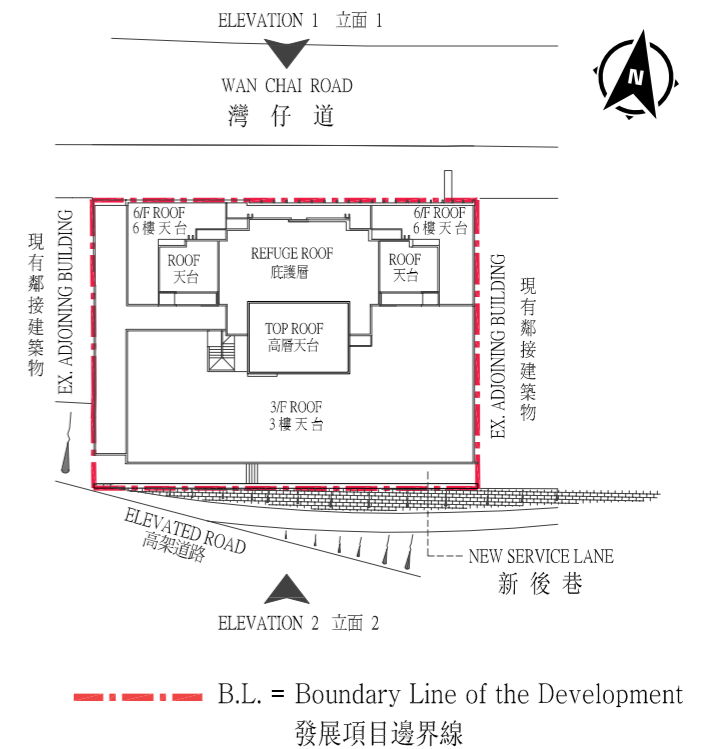 ELEVATION 1 立面 1
WAN CHAI ROAD
灣仔道
N
6/F ROOF
6樓天台
6/F ROOF
6樓天台
ROOF
天台
REFUGE ROOF
庇護層
ROOF
天台
TOP ROOF
高層天台
3/F ROOF
3樓天台
現有鄰接建築物
EX. ADJOINING BUILDING
EX. ADJOINING BUILDING
現有鄰接建築物
ELEVATED ROAD
高架道路
NEW SERVICE LANE
新後巷
ELEVATION 2 立面 2
B.L. = Boundary Line of the Development
發展項目邊界線